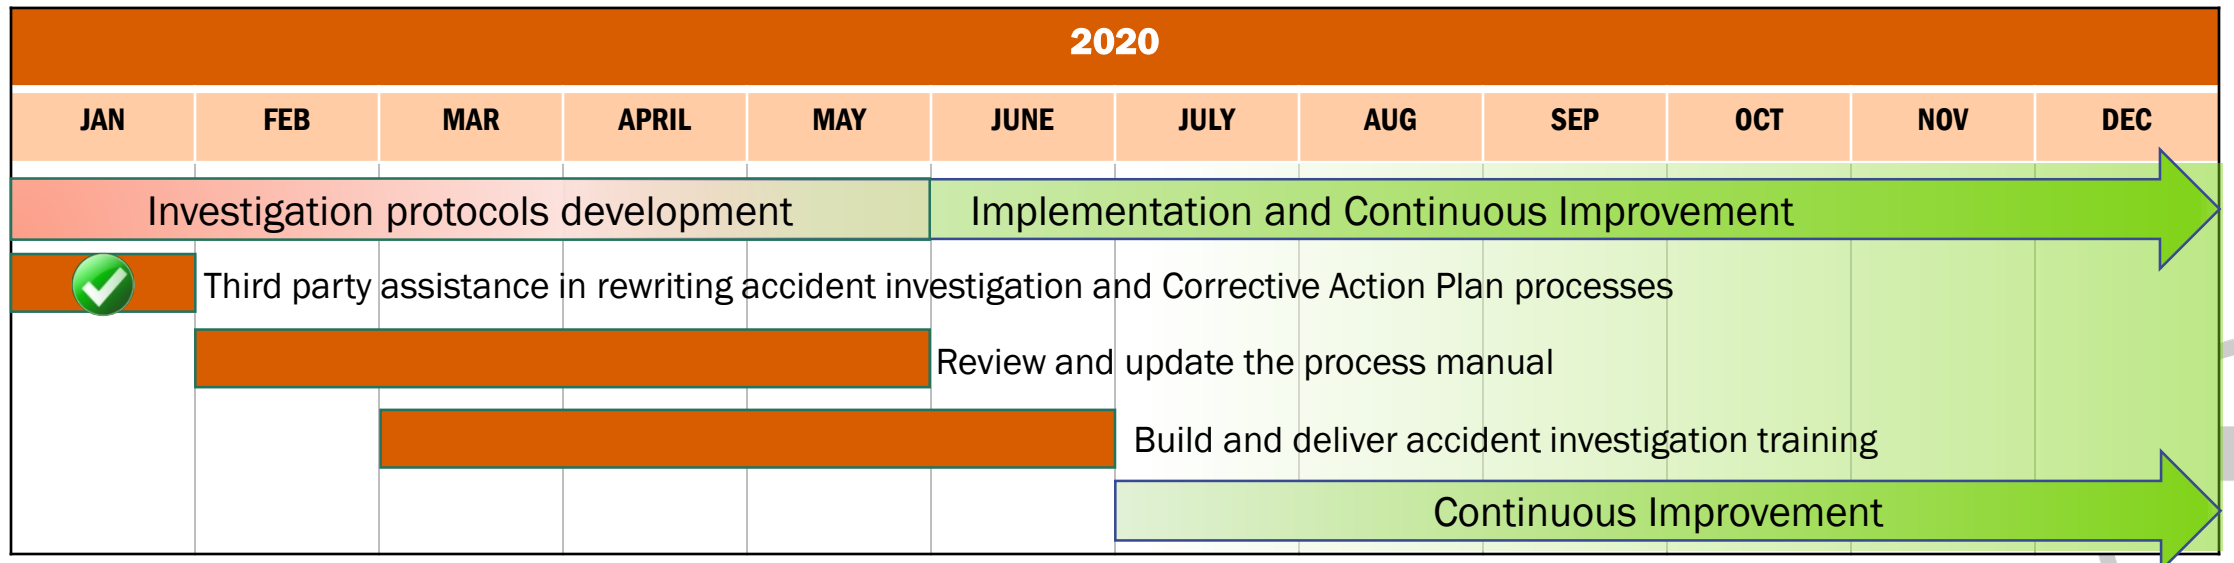 2020
JAN FEB MAR APRIL MAY JUNE JULY AUG SEP OCT NOV DEC
Investigation protocols development Implementation and Continuous Improvement
Third party assistance in rewriting accident investigation and Corrective Action Plan processes
Review and update the process manual
Build and deliver accident investigation training
Continuous Improvement